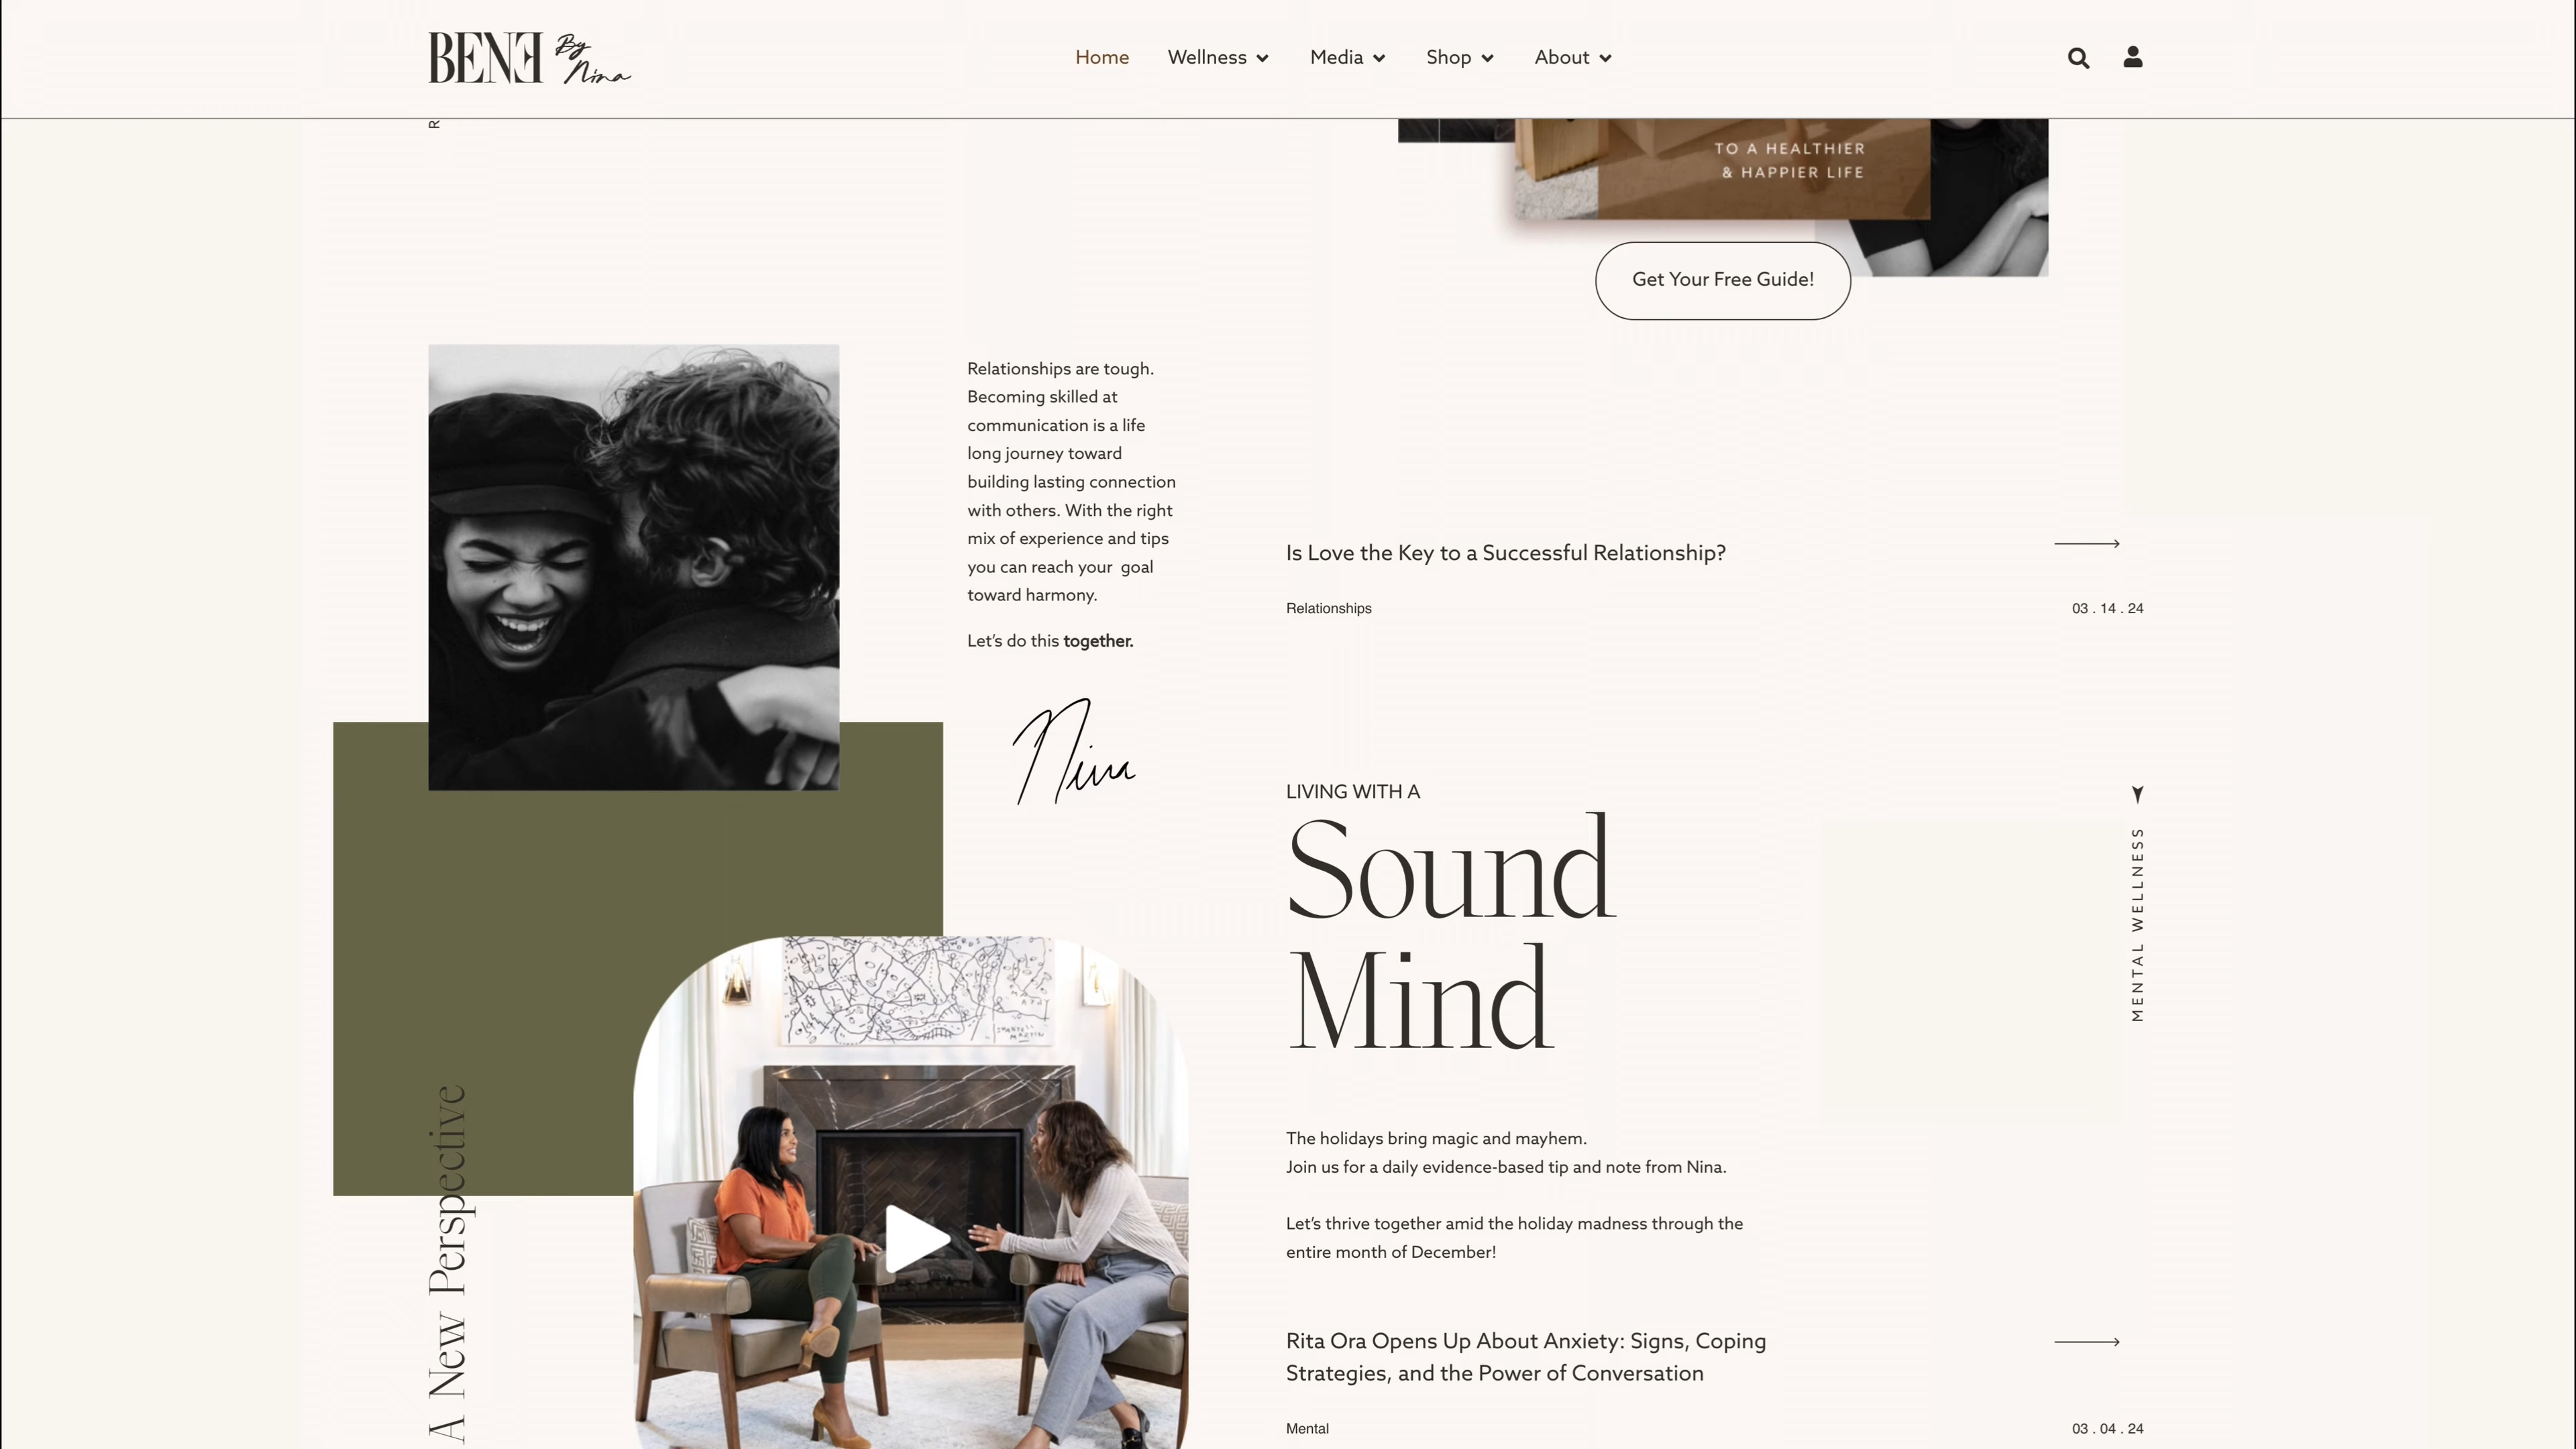 BENE By Nina
Home Wellness Media Shop About
R
TO A HEALTHIER
& HAPPIER LIFE
Get Your Free Guide!
Relationships are tough.
Becoming skilled at
communication is a life
long journey toward
building lasting connection
with others. With the right
mix of experience and tips
you can reach your goal
toward harmony.
Let's do this together.
Nina
Is Love the Key to a Successful Relationship?
Relationships 03 . 14 . 24
LIVING WITH A
Sound
Mind
MENTAL WELLNESS
A New Perspective
The holidays bring magic and mayhem.
Join us for a daily evidence-based tip and note from Nina.
Let's thrive together amid the holiday madness through the
entire month of December!
Rita Ora Opens Up About Anxiety: Signs, Coping
Strategies, and the Power of Conversation
Mental 03 . 04 . 24